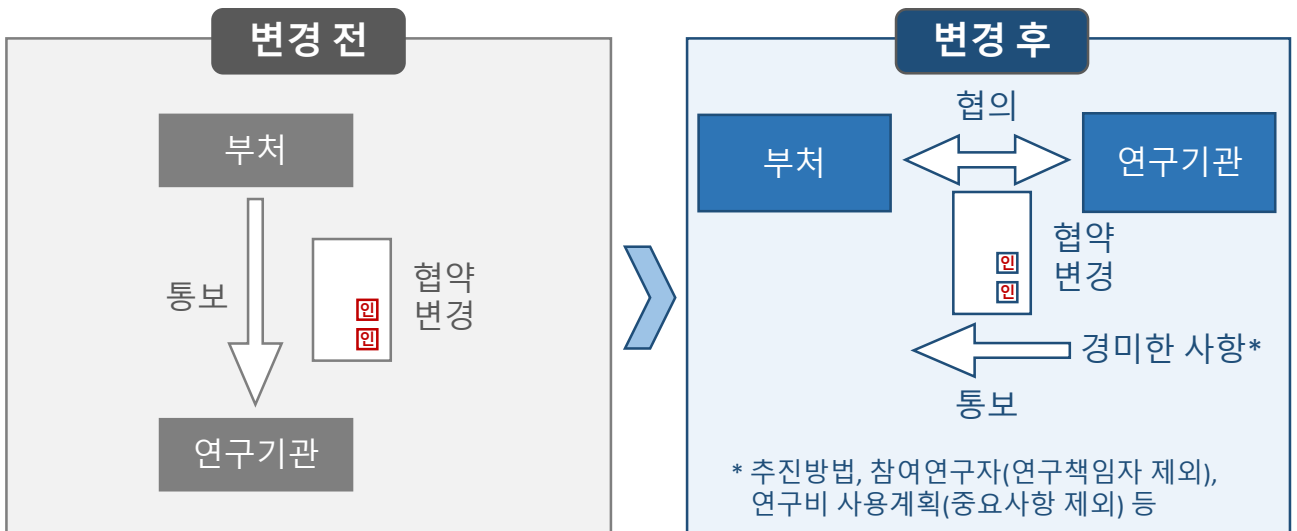 변경 전
부처
통보
협약
변경
인
인
연구기관
변경 후
협의
부처
연구기관
협약
변경
인
인
경미한 사항*
통보
* 추진방법, 참여연구자(연구책임자 제외),
연구비 사용계획(중요사항 제외) 등